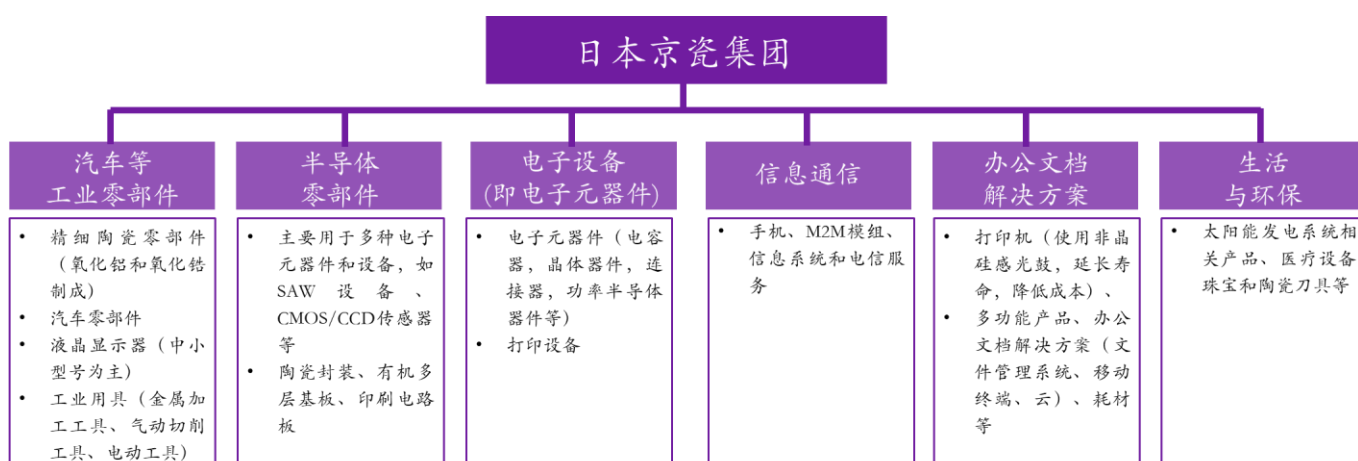 日本京瓷集团
汽车等
工业零部件
• 精细陶瓷零部件
（氧化铝和氧化锆
制成）
• 汽车零部件
• 液晶显示器（中小
型号为主）
• 工业用具（金属加
工工具、气动切削
工具、电动工具）
半导体
零部件
• 主要用于多种电子
元器件和设备，如
SAW 设备、
CMOS/CCD传感器
等
• 陶瓷封装、有机多
层基板、印刷电路
板
电子设备
(即电子元器件)
• 电子元器件（电容
器，晶体器件，连
接器，功率半导体
器件等）
• 打印设备
信息通信
• 手机、M2M模组、
信息系统和电信服
务
办公文档
解决方案
• 打印机（使用非晶
硅感光鼓，延长寿
命，降低成本）、
• 多功能产品、办公
文档解决方案（文
件管理系统、移动
终端、云）、耗材
等
生活
与环保
• 太阳能发电系统相
关产品、医疗设备
珠宝和陶瓷刀具等